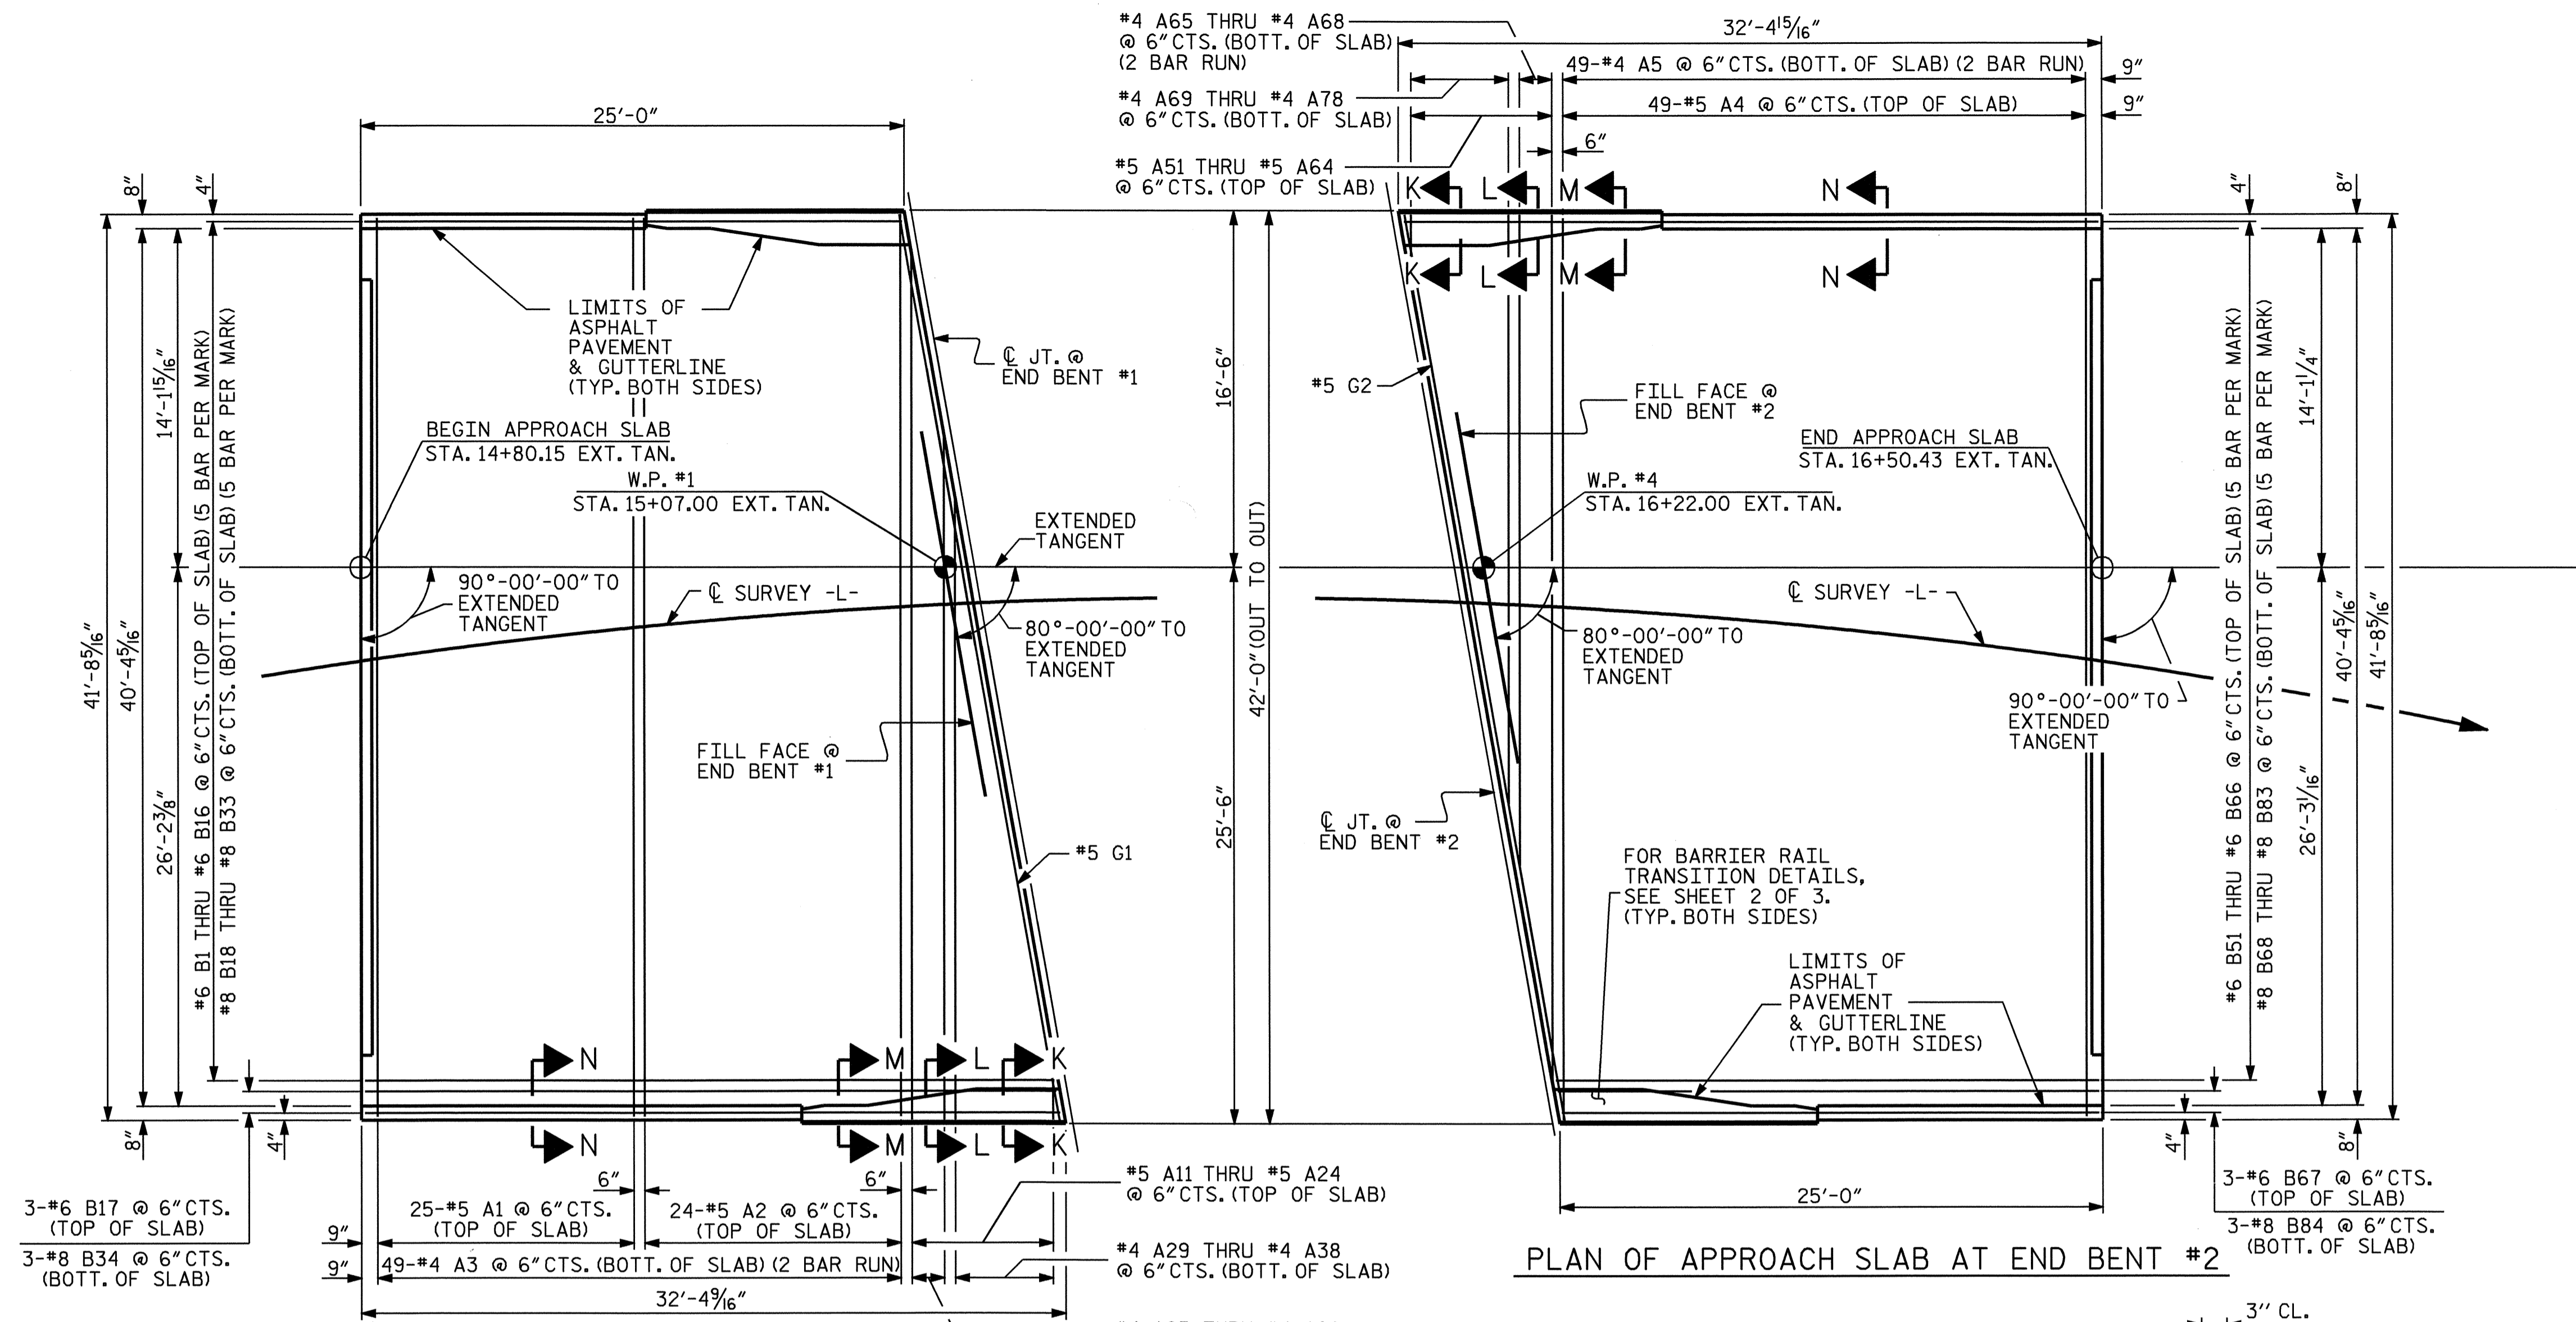 #4 A65 THRU #4 A68
@ 6" CTS. (BOTT. OF SLAB)
(2 BAR RUN)
#4 A69 THRU #4 A78
@ 6" CTS. (BOTT. OF SLAB)
#5 A51 THRU #5 A64
@ 6" CTS. (TOP OF SLAB)
32'-4 15/16"
49-#4 A5 @ 6" CTS. (BOTT. OF SLAB) (2 BAR RUN)
9"
49-#5 A4 @ 6" CTS. (TOP OF SLAB)
9"
6"
25'-0"
8"
4"
K
L
M
N
K
L
M
N
4"
8"
41'-8 5/16"
40'-4 5/16"
14'-1 15/16"
26'-2 3/8"
#6 B1 THRU #6 B16 @ 6" CTS. (TOP OF SLAB) (5 BAR PER MARK)
#8 B18 THRU #8 B33 @ 6" CTS. (BOTT. OF SLAB) (5 BAR PER MARK)
LIMITS OF
ASPHALT
PAVEMENT
& GUTTERLINE
(TYP. BOTH SIDES)
℄ JT. @
END BENT #1
BEGIN APPROACH SLAB
STA. 14+80.15 EXT. TAN.
W.P. #1
STA. 15+07.00 EXT. TAN.
EXTENDED
TANGENT
90°-00'-00" TO
EXTENDED
TANGENT
℄ SURVEY -L-
80°-00'-00" TO
EXTENDED
TANGENT
FILL FACE @
END BENT #1
#5 G1
16'-6"
25'-6"
42'-0" (OUT TO OUT)
#5 G2
FILL FACE @
END BENT #2
END APPROACH SLAB
STA. 16+50.43 EXT. TAN.
W.P. #4
STA. 16+22.00 EXT. TAN.
℄ SURVEY -L-
80°-00'-00" TO
EXTENDED
TANGENT
90°-00'-00" TO
EXTENDED
TANGENT
℄ JT. @
END BENT #2
FOR BARRIER RAIL
TRANSITION DETAILS,
SEE SHEET 2 OF 3.
(TYP. BOTH SIDES)
LIMITS OF
ASPHALT
PAVEMENT
& GUTTERLINE
(TYP. BOTH SIDES)
#6 B51 THRU #6 B66 @ 6" CTS. (TOP OF SLAB) (5 BAR PER MARK)
#8 B68 THRU #8 B83 @ 6" CTS. (BOTT. OF SLAB) (5 BAR PER MARK)
14'-1 1/4"
26'-3 1/16"
40'-4 5/16"
41'-8 5/16"
N
M
L
K
N
M
L
K
8"
4"
4"
8"
3-#6 B17 @ 6" CTS.
(TOP OF SLAB)
3-#8 B34 @ 6" CTS.
(BOTT. OF SLAB)
6"
6"
25-#5 A1 @ 6" CTS.
(TOP OF SLAB)
24-#5 A2 @ 6" CTS.
(TOP OF SLAB)
9"
9"
49-#4 A3 @ 6" CTS. (BOTT. OF SLAB) (2 BAR RUN)
32'-4 9/16"
#5 A11 THRU #5 A24
@ 6" CTS. (TOP OF SLAB)
#4 A29 THRU #4 A38
@ 6" CTS. (BOTT. OF SLAB)
25'-0"
3-#6 B67 @ 6" CTS.
(TOP OF SLAB)
3-#8 B84 @ 6" CTS.
(BOTT. OF SLAB)
PLAN OF APPROACH SLAB AT END BENT #2
3" CL.